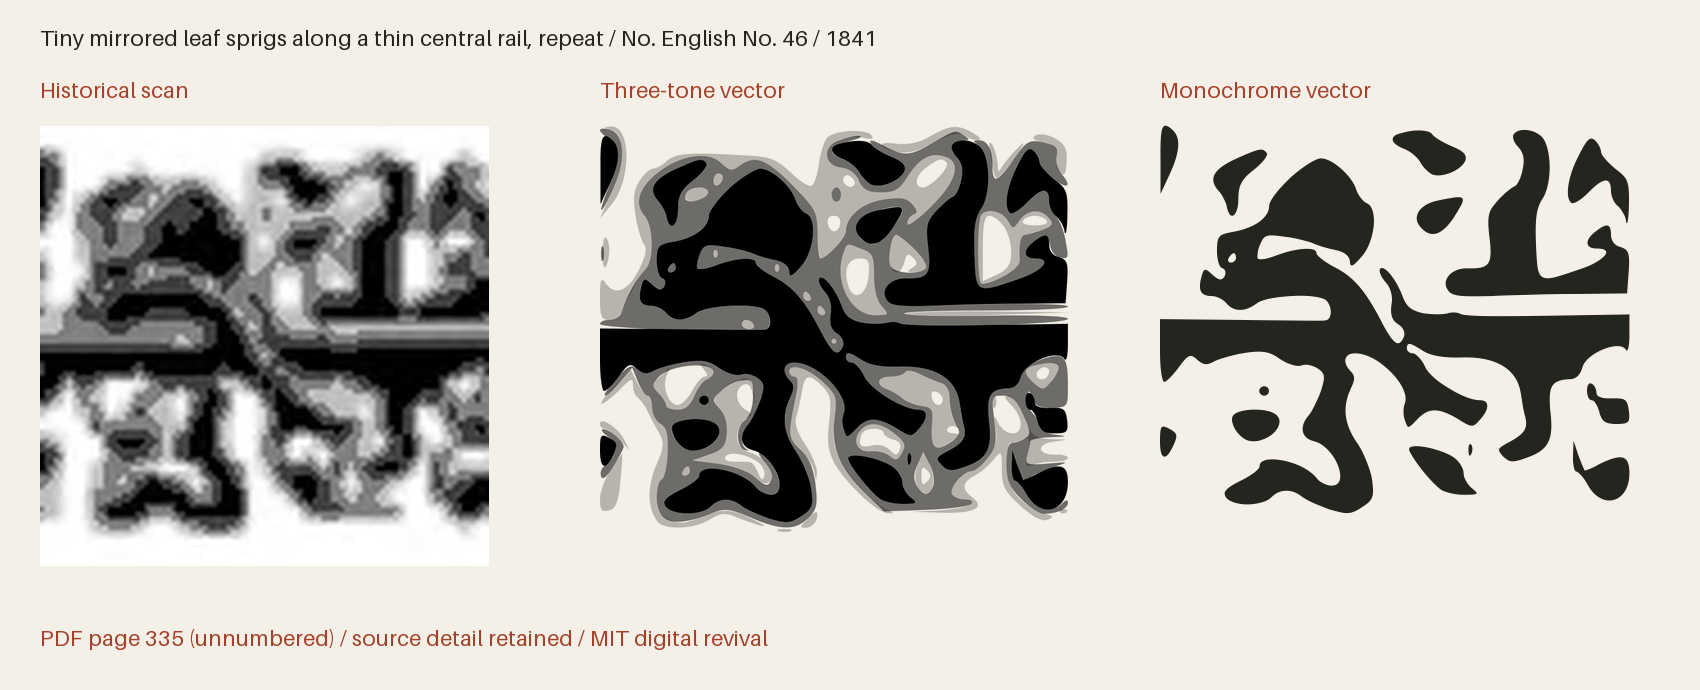 Tiny mirrored leaf sprigs along a thin central rail, repeat / No. English No. 46 / 1841
Historical scan
Three-tone vector
Monochrome vector
PDF page 335 (unnumbered) / source detail retained / MIT digital revival